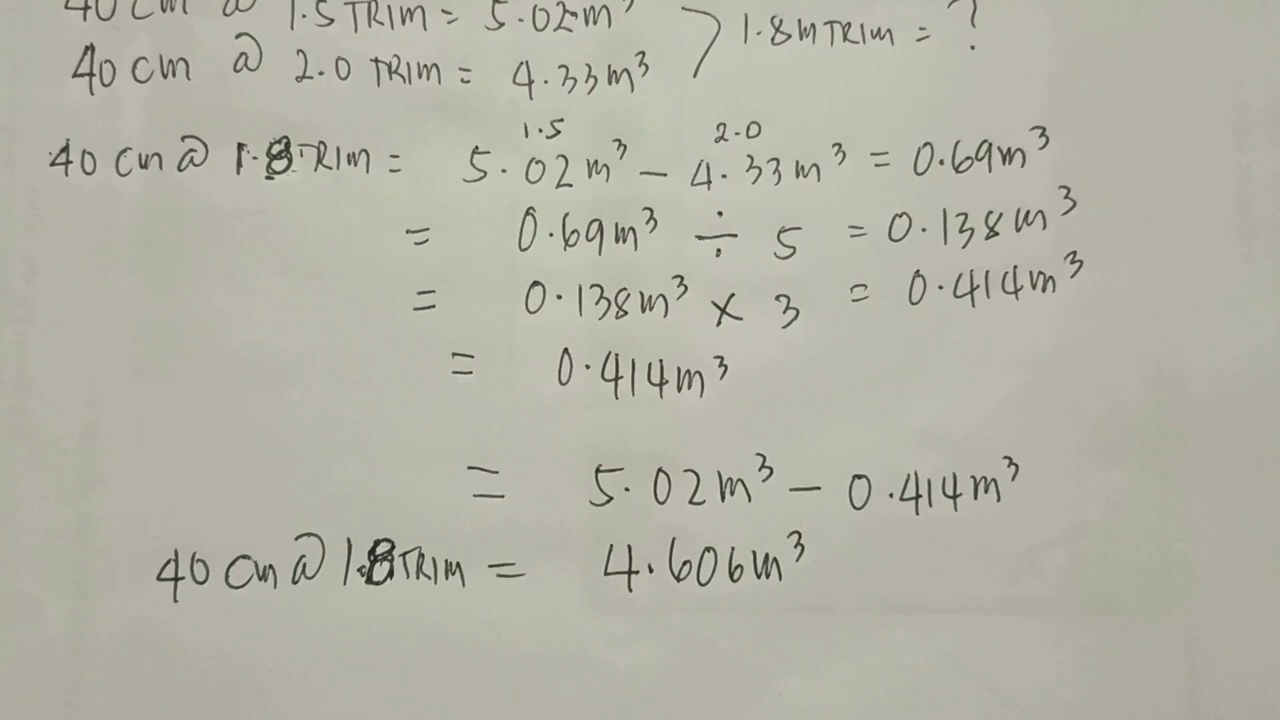 40 cm @ 1.5 TRIM = 5.02m³
40 cm @ 2.0 TRIM = 4.33m³ > 1.8m TRIM = ?
1.5 2.0
40 cm @ 1.8 TRIM = 5.02m³ - 4.33m³ = 0.69m³
= 0.69m³ ÷ 5 = 0.138m³
= 0.138m³ × 3 = 0.414m³
= 0.414m³
= 5.02m³ - 0.414m³
40 cm @ 1.8 TRIM = 4.606m³